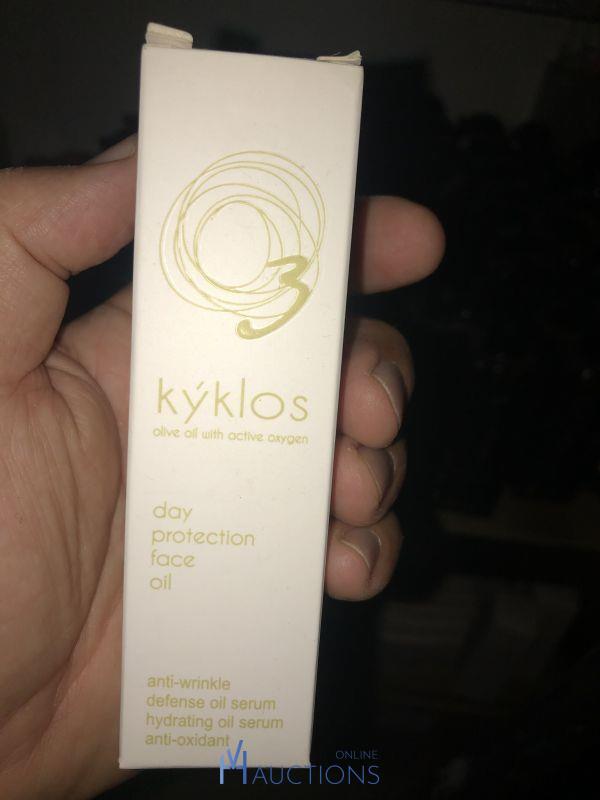 O3
kýklos
olive oil with active oxygen
day
protection
face
oil
anti-wrinkle
defense oil serum
hydrating oil serum
anti-oxidant
VH ONLINE
AUCTIONS